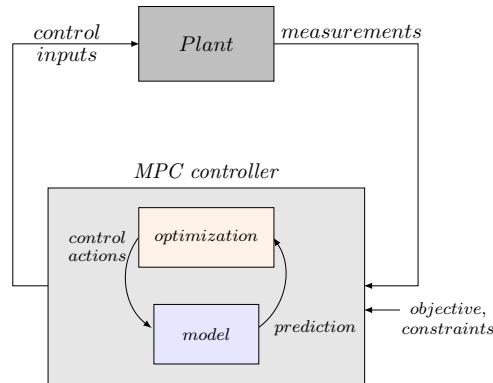 control
inputs
Plant
measurements
MPC controller
optimization
control
actions
model
prediction
objective,
constraints